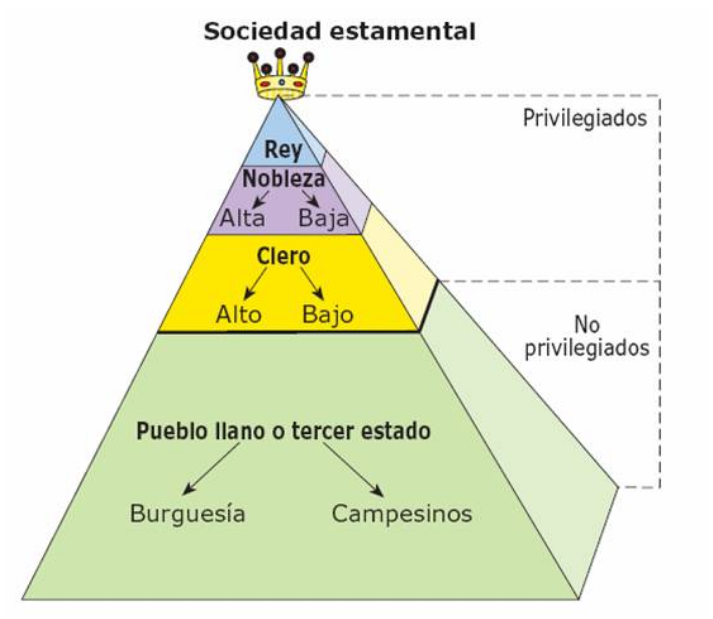 Sociedad estamental
Privilegiados
Rey
Nobleza
Alta Baja
Clero
Alto Bajo
No
privilegiados
Pueblo llano o tercer estado
Burguesía Campesinos